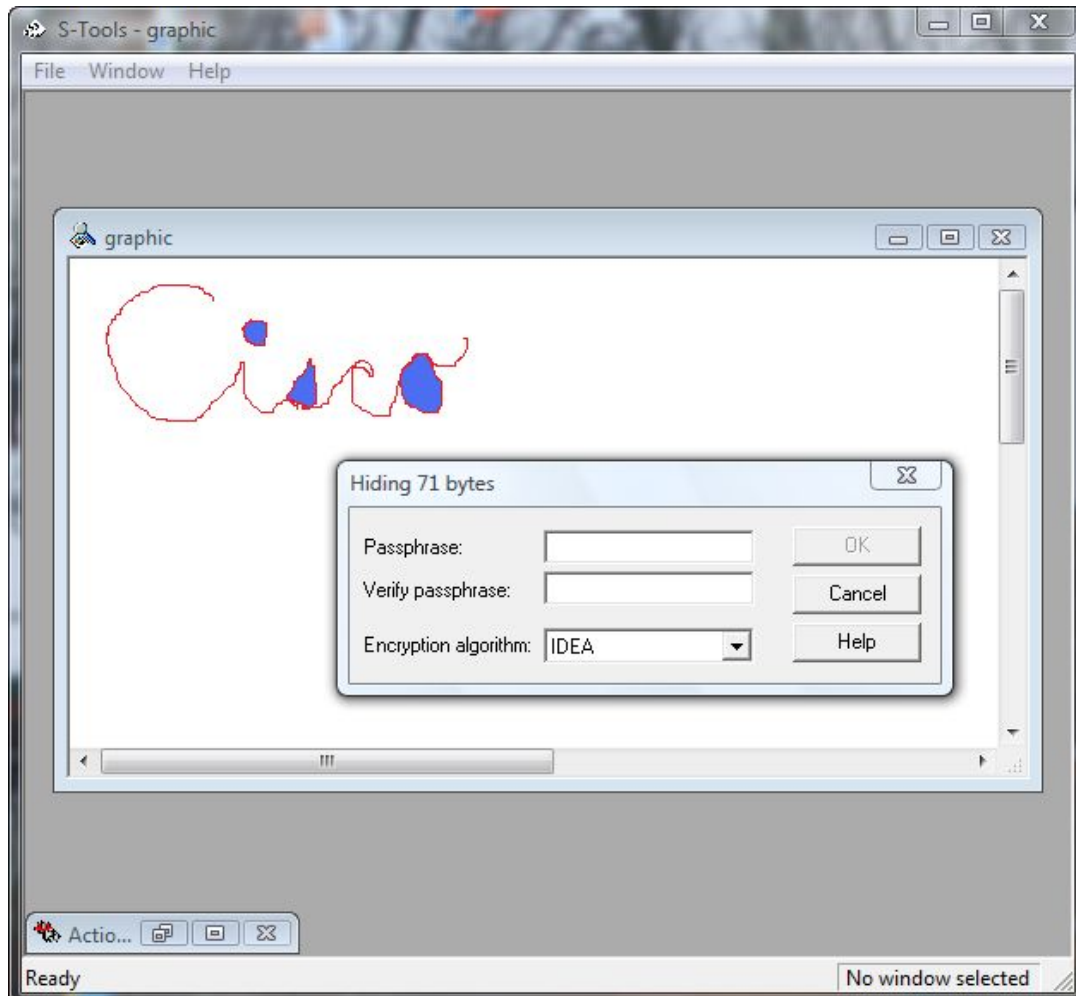 S-Tools - graphic
File Window Help
graphic
Cisco
Hiding 71 bytes
Passphrase:
OK
Verify passphrase:
Cancel
Encryption algorithm: IDEA
Help
Actio...
Ready
No window selected